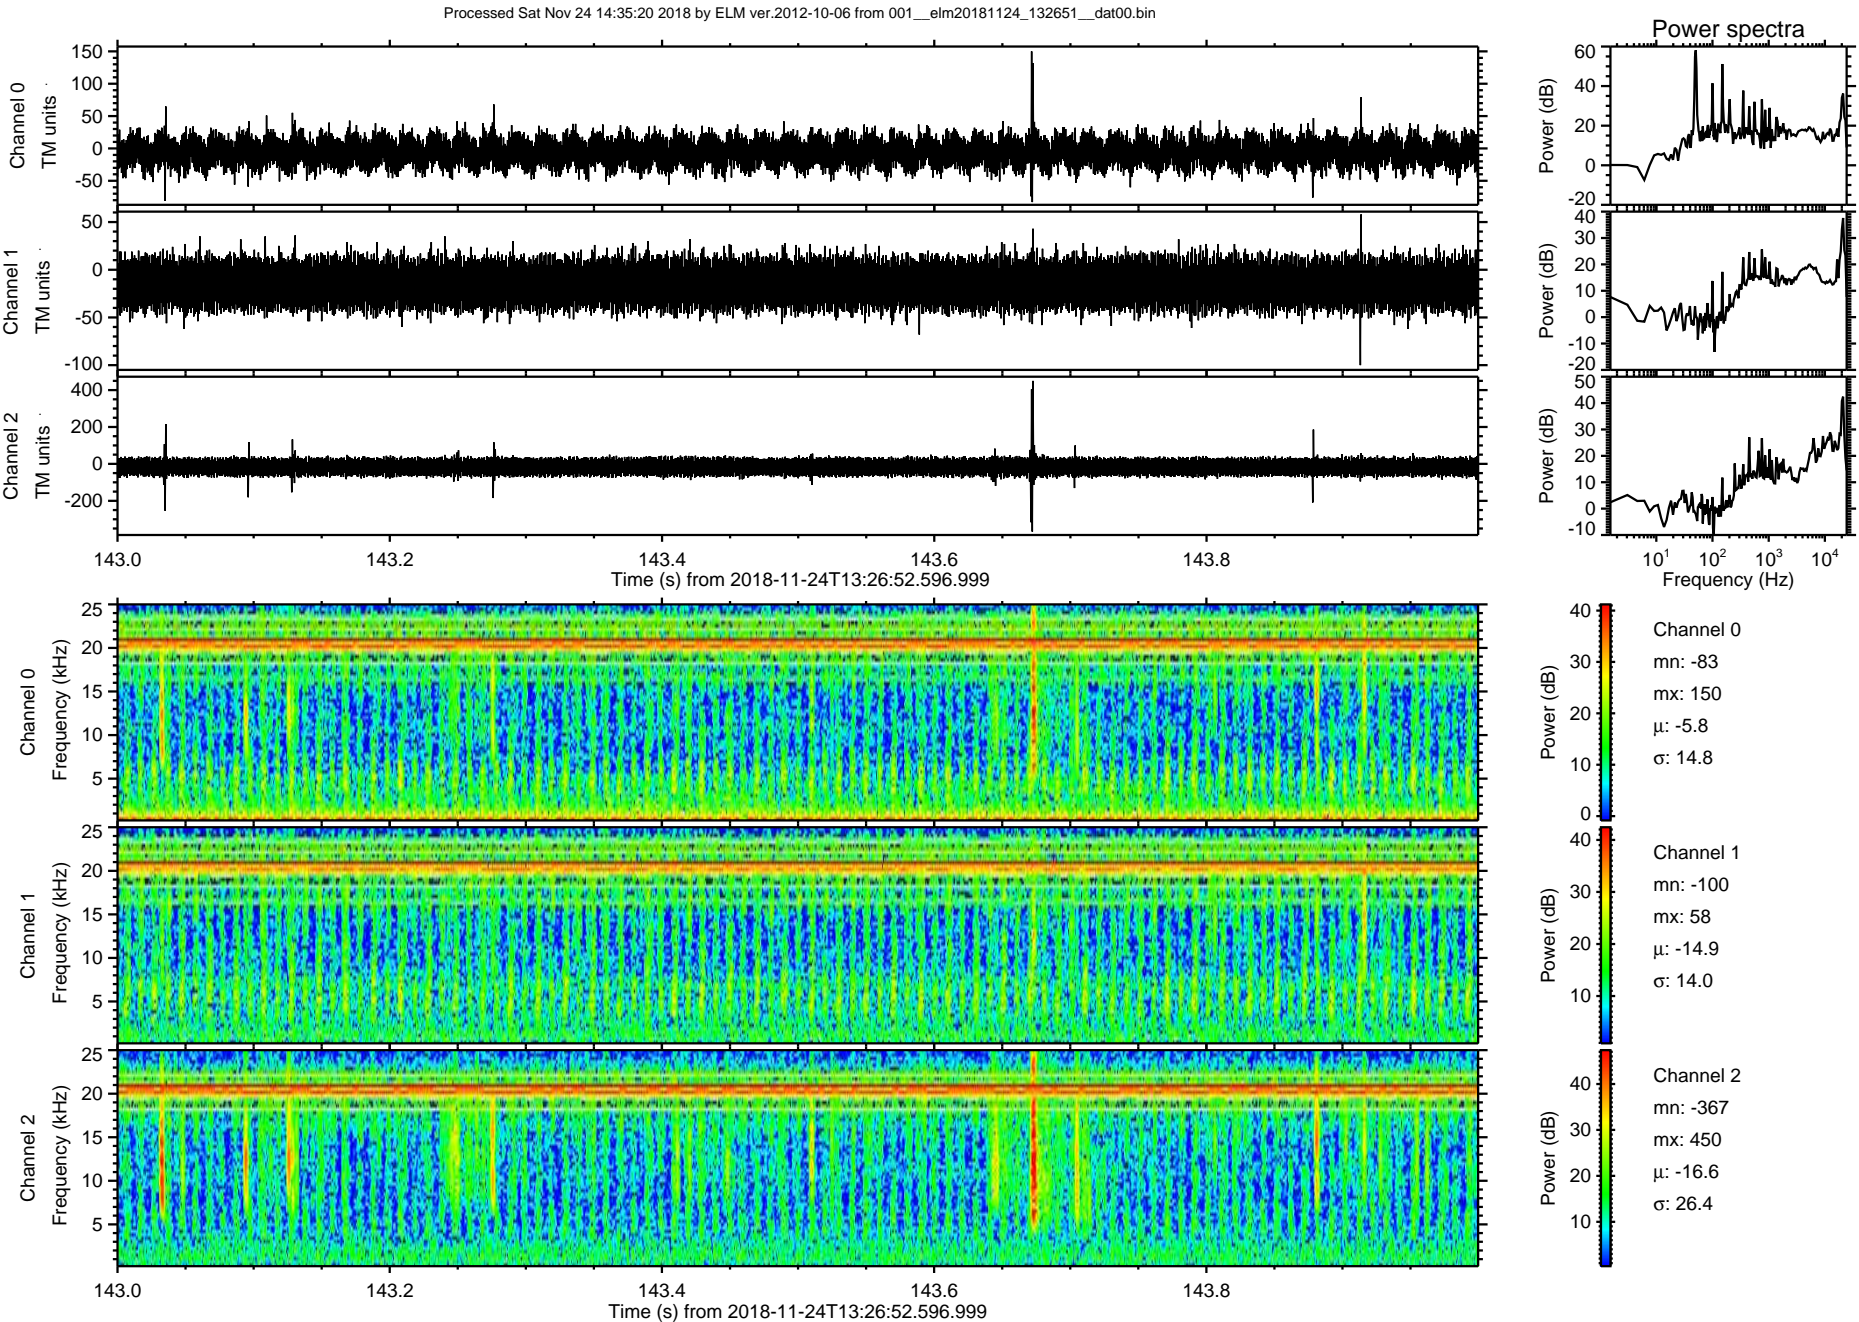 Processed Sat Nov 24 14:35:20 2018 by ELM ver.2012-10-06 from 001__elm20181124_132651__dat00.bin
Power spectra
Channel 0
TM units
150
100
50
0
-50
Power (dB)
60
40
20
0
-20
Channel 1
TM units
50
0
-50
-100
Power (dB)
40
30
20
10
0
-10
-20
Channel 2
TM units
400
200
0
-200
Power (dB)
50
40
30
20
10
0
-10
143.0 143.2 143.4 143.6 143.8
Time (s) from 2018-11-24T13:26:52.596.999
10^1 10^2 10^3 10^4
Frequency (Hz)
Channel 0
Frequency (kHz)
25
20
15
10
5
Power (dB)
40
30
20
10
0
Channel 0
mn: -83
mx: 150
μ: -5.8
σ: 14.8
Channel 1
Frequency (kHz)
25
20
15
10
5
Power (dB)
40
30
20
10
Channel 1
mn: -100
mx: 58
μ: -14.9
σ: 14.0
Channel 2
Frequency (kHz)
25
20
15
10
5
Power (dB)
40
30
20
10
Channel 2
mn: -367
mx: 450
μ: -16.6
σ: 26.4
143.0 143.2 143.4 143.6 143.8
Time (s) from 2018-11-24T13:26:52.596.999